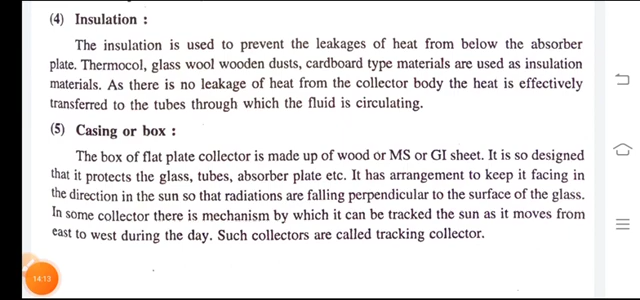 (4) Insulation :
The insulation is used to prevent the leakages of heat from below the absorber
plate. Thermocol, glass wool wooden dusts, cardboard type materials are used as insulation
materials. As there is no leakage of heat from the collector body the heat is effectively
transferred to the tubes through which the fluid is circulating.
(5) Casing or box :
The box of flat plate collector is made up of wood or MS or GI sheet. It is so designed
that it protects the glass, tubes, absorber plate etc. It has arrangement to keep it facing in
the direction in the sun so that radiations are falling perpendicular to the surface of the glass.
In some collector there is mechanism by which it can be tracked the sun as it moves from
east to west during the day. Such collectors are called tracking collector.
14:13